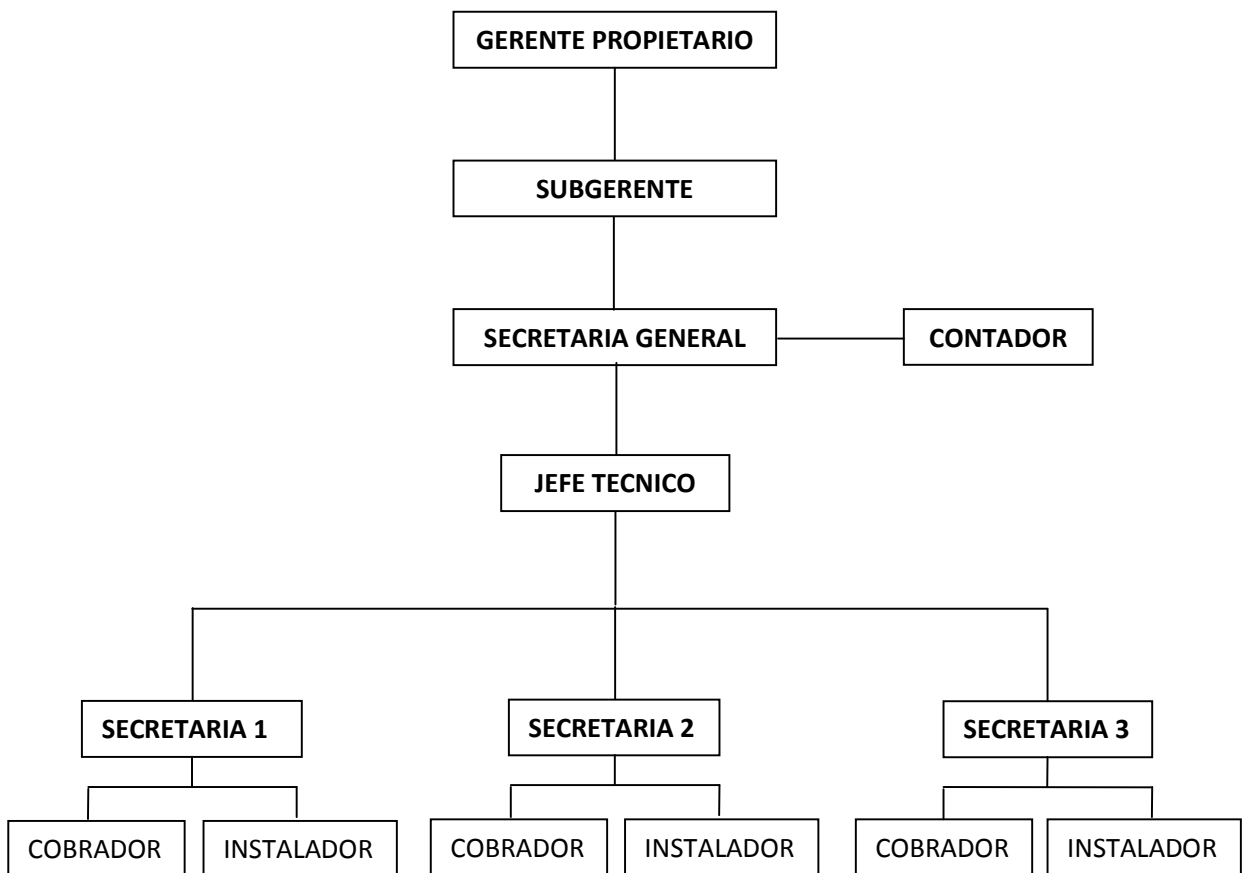 GERENTE PROPIETARIO
SUBGERENTE
SECRETARIA GENERAL
CONTADOR
JEFE TECNICO
SECRETARIA 1
SECRETARIA 2
SECRETARIA 3
COBRADOR
INSTALADOR
COBRADOR
INSTALADOR
COBRADOR
INSTALADOR